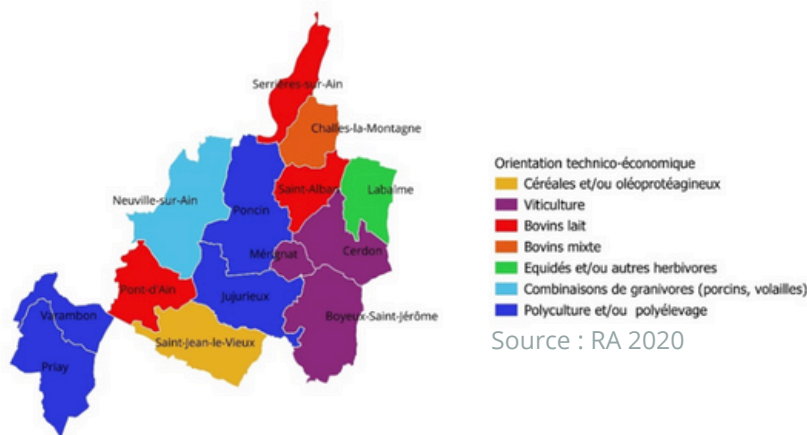 Serrières-sur-Ain
Challes-la-Montagne
Saint-Alban
Labalme
Neuville-sur-Ain
Poncin
Mérignat
Cerdon
Pont-d'Ain
Jujurieux
Varambon
Boyeux-Saint-Jérôme
Saint-Jean-le-Vieux
Priay
Orientation technico-économique
Céréales et/ou oléoprotéagineux
Viticulture
Bovins lait
Bovins mixte
Equidés et/ou autres herbivores
Combinaisons de granivores (porcins, volailles)
Polyculture et/ou polyélevage
Source : RA 2020